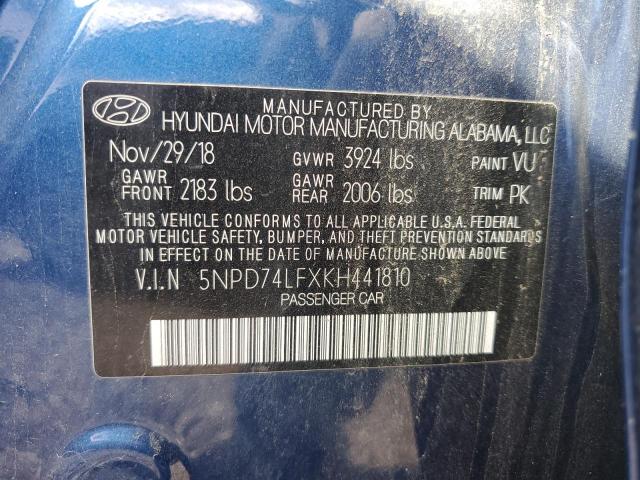 MANUFACTURED BY
HYUNDAI MOTOR MANUFACTURING ALABAMA, LLC
Nov/29/18 GVWR 3924 lbs PAINT VU
GAWR FRONT 2183 lbs GAWR REAR 2006 lbs TRIM PK
THIS VEHICLE CONFORMS TO ALL APPLICABLE U.S.A. FEDERAL
MOTOR VEHICLE SAFETY, BUMPER, AND THEFT PREVENTION STANDARDS
IN EFFECT ON THE DATE OF MANUFACTURE SHOWN ABOVE
V.I.N 5NPD74LFXKH441810
PASSENGER CAR